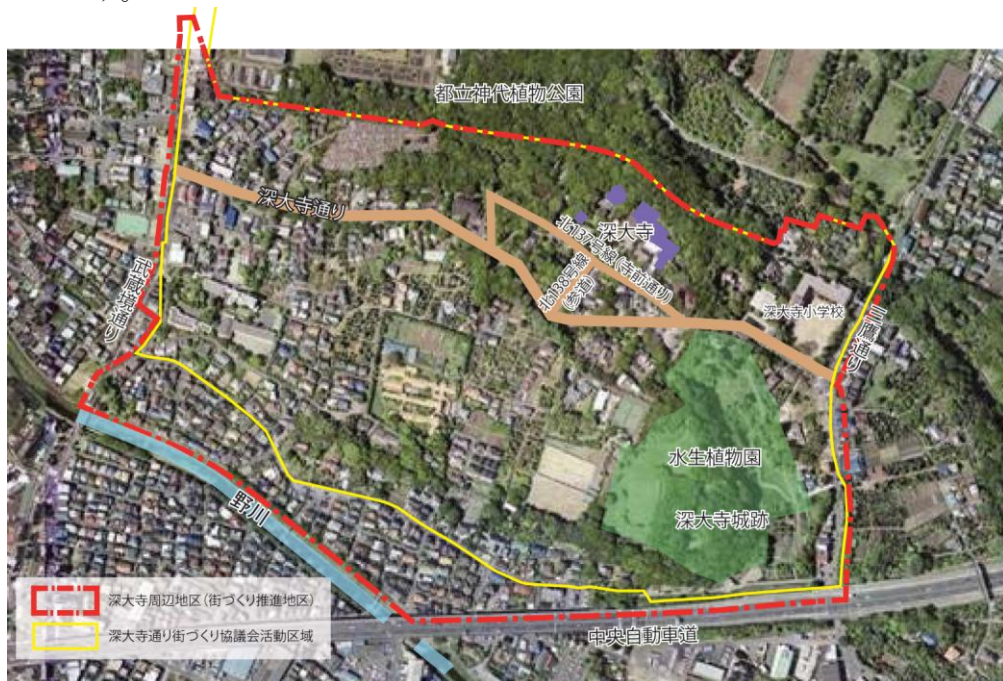 都立神代植物公園
深大寺通り
深大寺
北137号線(寺前通り)
北138号線
(参道)
深大寺小学校
武蔵境通り
三鷹通り
水生植物園
深大寺城跡
野川
中央自動車道
深大寺周辺地区(街づくり推進地区)
深大寺通り街づくり協議会活動区域